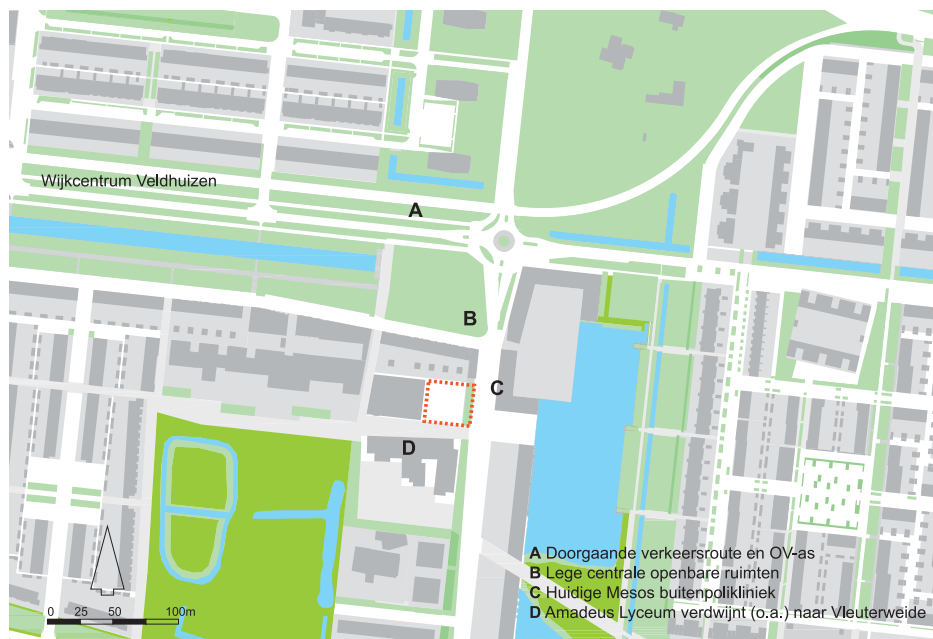 Wijkcentrum Veldhuizen
A
B
C
D
A Doorgaande verkeersroute en OV-as
B Lege centrale openbare ruimten
C Huidige Mesos buitenpolikliniek
D Amadeus Lyceum verdwijnt (o.a.) naar Vleuterweide
0 25 50 100m